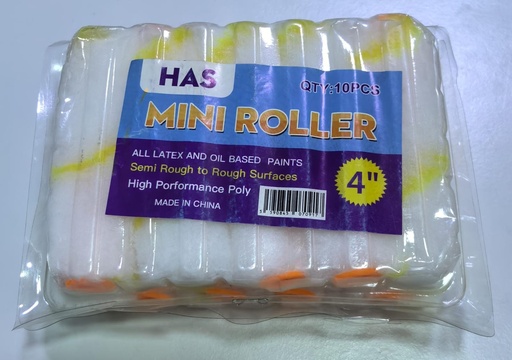 HAS
QTY:10PCS
MINI ROLLER
ALL LATEX AND OIL BASED PAINTS
Semi Rough to Rough Surfaces
High Porformance Poly
MADE IN CHINA
4"